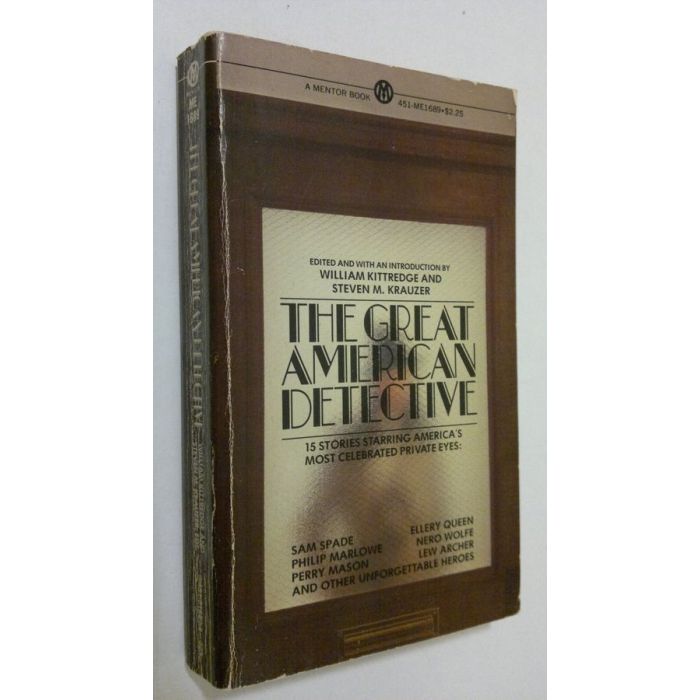 A MENTOR BOOK
451-ME1689•$2.25
EDITED AND WITH AN INTRODUCTION BY
WILLIAM KITTREDGE AND
STEVEN M. KRAUZER
THE GREAT
AMERICAN
DETECTIVE
15 STORIES STARRING AMERICA'S
MOST CELEBRATED PRIVATE EYES:
SAM SPADE
PHILIP MARLOWE
PERRY MASON
ELLERY QUEEN
NERO WOLFE
LEW ARCHER
AND OTHER UNFORGETTABLE HEROES
ME
1689
THE GREAT AMERICAN DETECTIVE